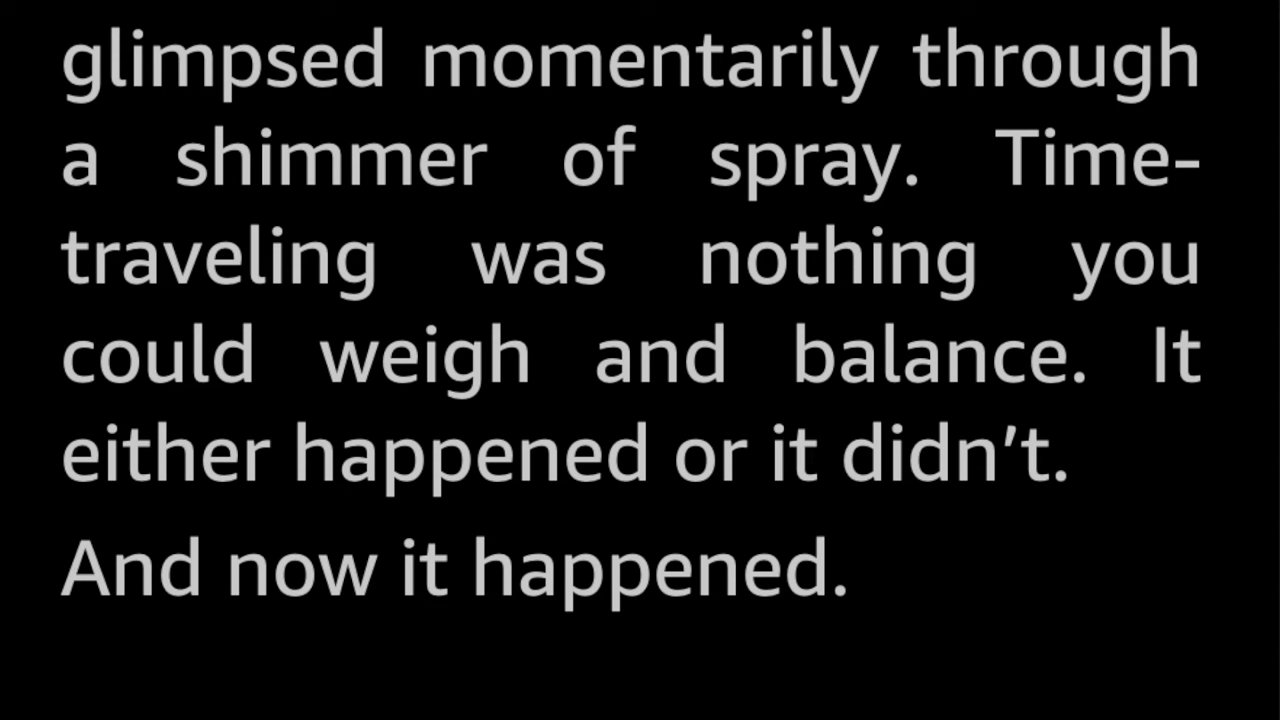 glimpsed momentarily through
a shimmer of spray. Time-
traveling was nothing you
could weigh and balance. It
either happened or it didn’t.
And now it happened.